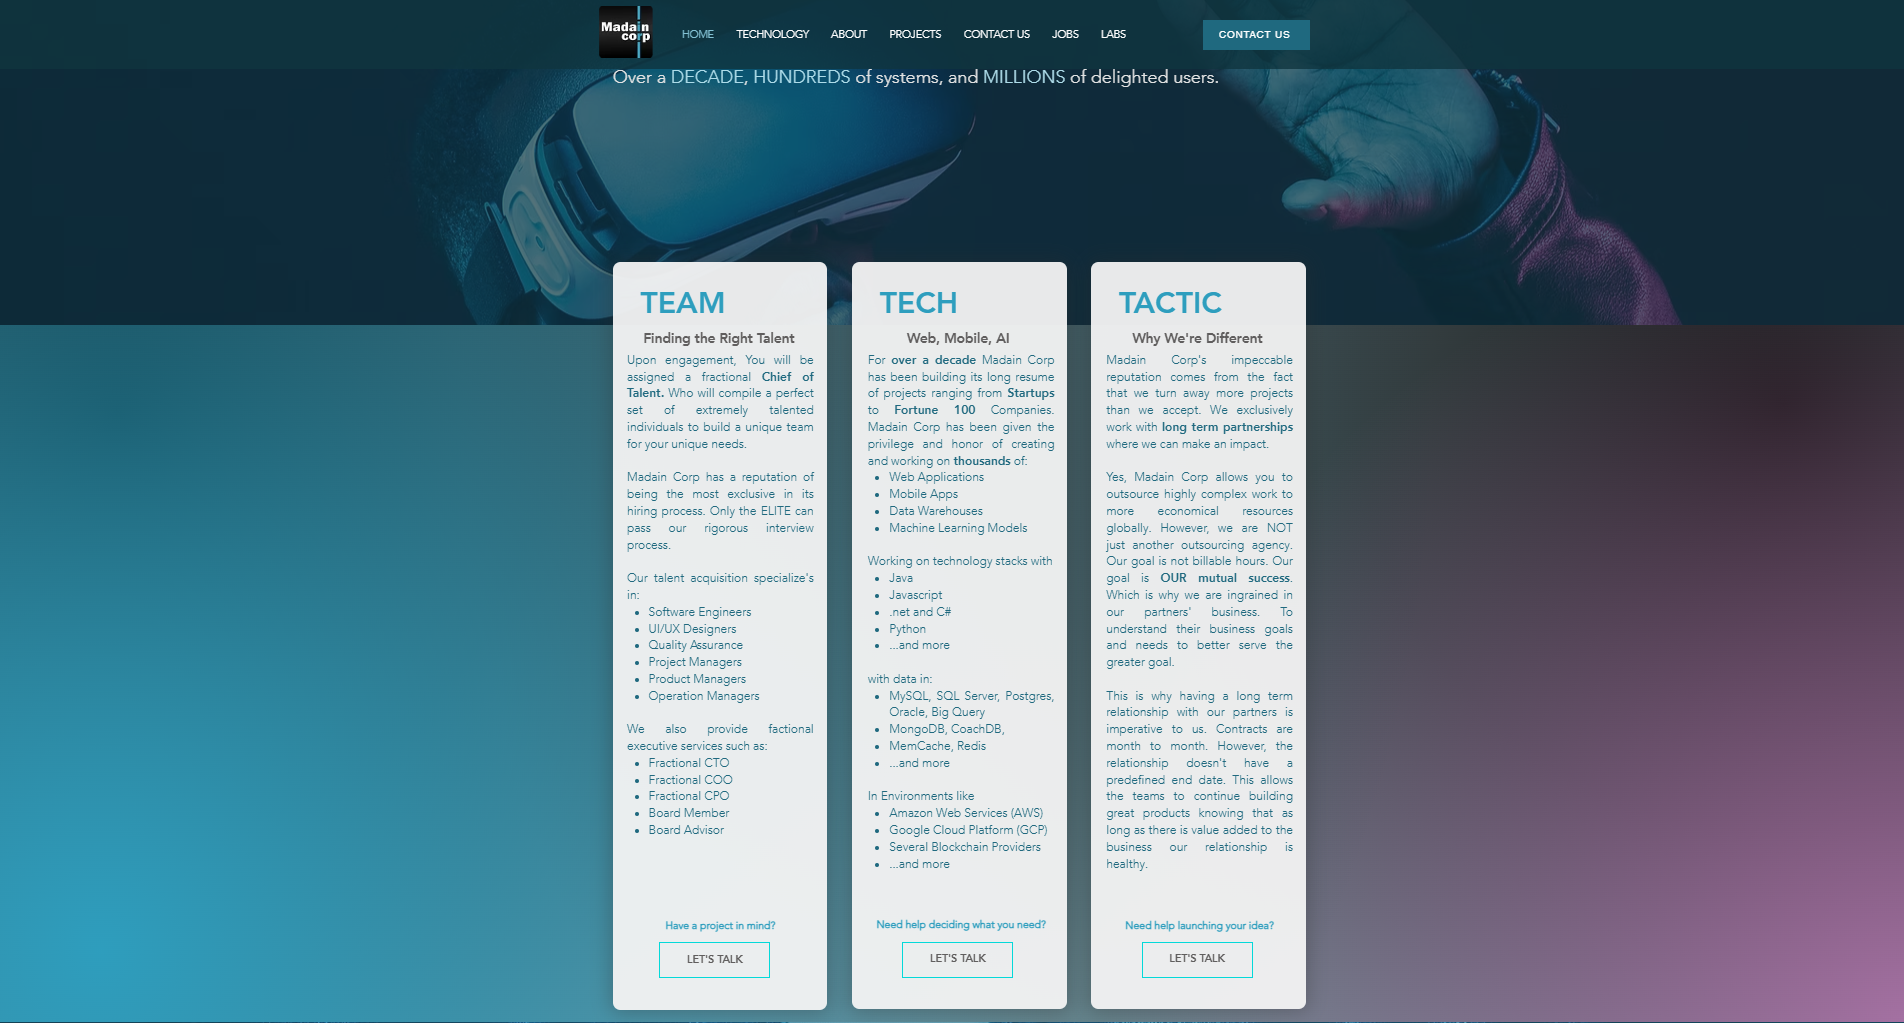 Madain
corp
HOME TECHNOLOGY ABOUT PROJECTS CONTACT US JOBS LABS CONTACT US
Over a DECADE, HUNDREDS of systems, and MILLIONS of delighted users.
TEAM
Finding the Right Talent
Upon engagement, You will be
assigned a fractional Chief of
Talent. Who will compile a perfect
set of extremely talented
individuals to build a unique team
for your unique needs.
Madain Corp has a reputation of
being the most exclusive in its
hiring process. Only the ELITE can
pass our rigorous interview
process.
Our talent acquisition specialize's
in:
• Software Engineers
• UI/UX Designers
• Quality Assurance
• Project Managers
• Product Managers
• Operation Managers
We also provide factional
executive services such as:
• Fractional CTO
• Fractional COO
• Fractional CPO
• Board Member
• Board Advisor
Have a project in mind?
LET'S TALK
TECH
Web, Mobile, AI
For over a decade Madain Corp
has been building its long resume
of projects ranging from Startups
to Fortune 100 Companies.
Madain Corp has been given the
privilege and honor of creating
and working on thousands of:
• Web Applications
• Mobile Apps
• Data Warehouses
• Machine Learning Models
Working on technology stacks with
• Java
• Javascript
• .net and C#
• Python
• ...and more
with data in:
• MySQL, SQL Server, Postgres,
Oracle, Big Query
• MongoDB, CoachDB,
• MemCache, Redis
• ...and more
In Environments like
• Amazon Web Services (AWS)
• Google Cloud Platform (GCP)
• Several Blockchain Providers
• ...and more
Need help deciding what you need?
LET'S TALK
TACTIC
Why We're Different
Madain Corp's impeccable
reputation comes from the fact
that we turn away more projects
than we accept. We exclusively
work with long term partnerships
where we can make an impact.
Yes, Madain Corp allows you to
outsource highly complex work to
more economical resources
globally. However, we are NOT
just another outsourcing agency.
Our goal is not billable hours. Our
goal is OUR mutual success.
Which is why we are ingrained in
our partners' business. To
understand their business goals
and needs to better serve the
greater goal.
This is why having a long term
relationship with our partners is
imperative to us. Contracts are
month to month. However, the
relationship doesn't have a
predefined end date. This allows
the teams to continue building
great products knowing that as
long as there is value added to the
business our relationship is
healthy.
Need help launching your idea?
LET'S TALK